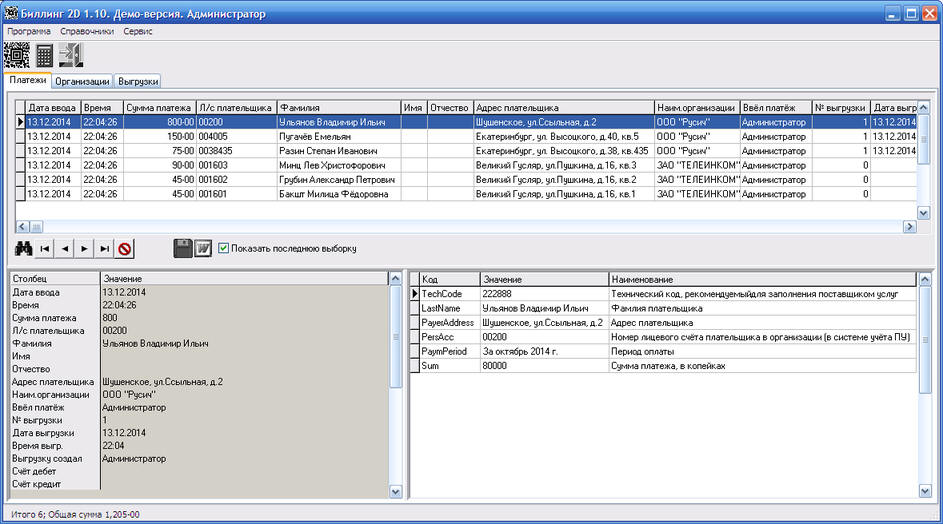 Биллинг 2D 1.10. Демо-версия. Администратор
Программа Справочники Сервис
Платежи Организации Выгрузки
Дата ввода Время Сумма платежа Л/с плательщика Фамилия Имя Отчество Адрес плательщика Наим.организации Ввёл платёж № выгрузки Дата выгр
13.12.2014 22:04:26 800-00 00200 Ульянов Владимир Ильич Шушенское, ул.Ссыльная, д.2 ООО "Русич" Администратор 1 13.12.2014
13.12.2014 22:04:26 150-00 004005 Пугачёв Емельян Екатеринбург, ул. Высоцкого, д.40, кв.5 ООО "Русич" Администратор 1 13.12.2014
13.12.2014 22:04:26 75-00 0038435 Разин Степан Иванович Екатеринбург, ул. Высоцкого, д.38, кв.435 ООО "Русич" Администратор 1 13.12.2014
13.12.2014 22:04:26 90-00 001603 Минц Лев Христофорович Великий Гусляр, ул.Пушкина, д.16, кв.3 ЗАО "ТЕЛЕИНКОМ" Администратор 0
13.12.2014 22:04:26 45-00 001602 Грубин Александр Петрович Великий Гусляр, ул.Пушкина, д.16, кв.2 ЗАО "ТЕЛЕИНКОМ" Администратор 0
13.12.2014 22:04:26 45-00 001601 Бакшт Милица Фёдоровна Великий Гусляр, ул.Пушкина, д.16, кв.1 ЗАО "ТЕЛЕИНКОМ" Администратор 0
W Показать последнюю выборку
Столбец Значение
Дата ввода 13.12.2014
Время 22:04:26
Сумма платежа 800
Л/с плательщика 00200
Фамилия Ульянов Владимир Ильич
Имя
Отчество
Адрес плательщика Шушенское, ул.Ссыльная, д.2
Наим.организации ООО "Русич"
Ввёл платёж Администратор
№ выгрузки 1
Дата выгрузки 13.12.2014
Время выгр. 22:04
Выгрузку создал Администратор
Счёт дебет
Счёт кредит
Код Значение Наименование
TechCode 222888 Технический код, рекомендуемыйдля заполнения поставщиком услуг
LastName Ульянов Владимир Ильич Фамлия плательщика
PayerAddress Шушенское, ул.Ссыльная, д.2 Адрес плательщика
PersAcc 00200 Номер лицевого счёта плательщика в организации (в системе учёта ПУ)
PaymPeriod За октябрь 2014 г. Период оплаты
Sum 80000 Сумма платежа, в копейках
Итого 6; Общая сумма 1,205-00